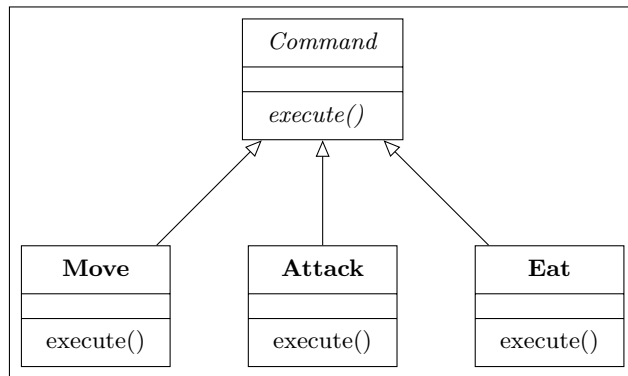 Command
execute()
Move
Attack
Eat
execute()
execute()
execute()